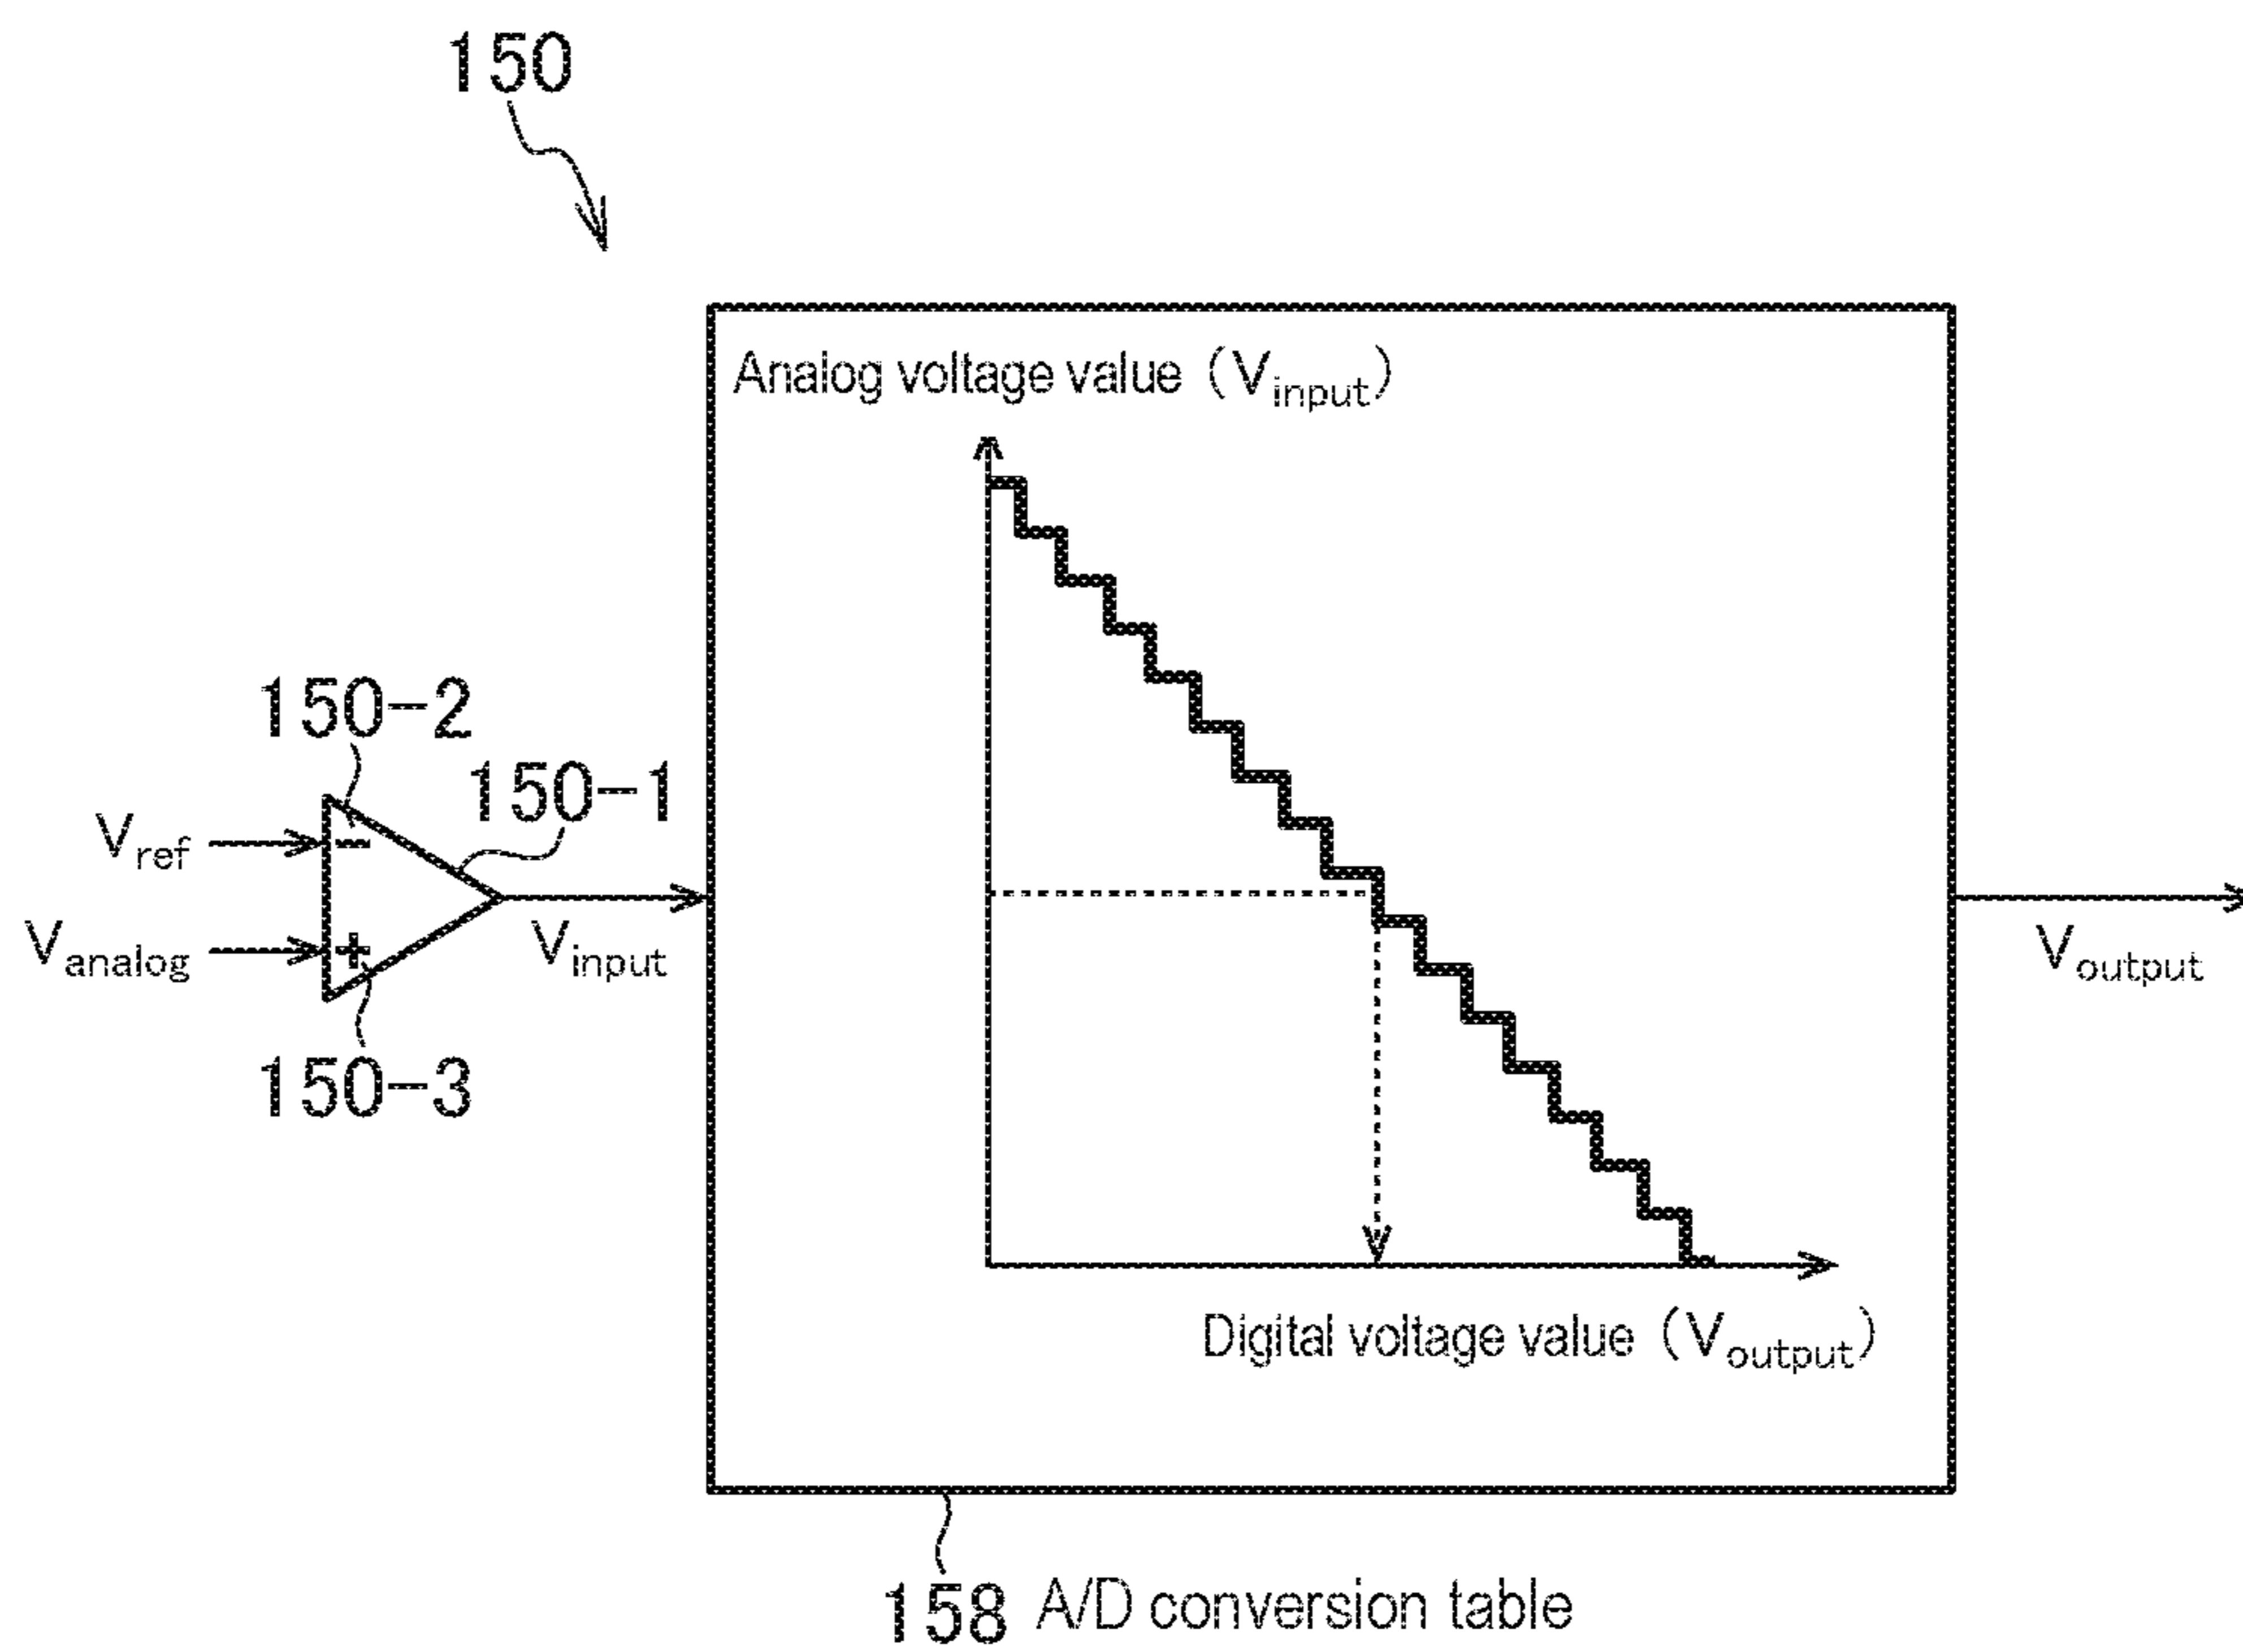 150
Analog voltage value (Vinput)
150-2
150-1
Vref
−
Vanalog
+
Vinput
Voutput
150-3
Digital voltage value (Voutput)
158 A/D conversion table